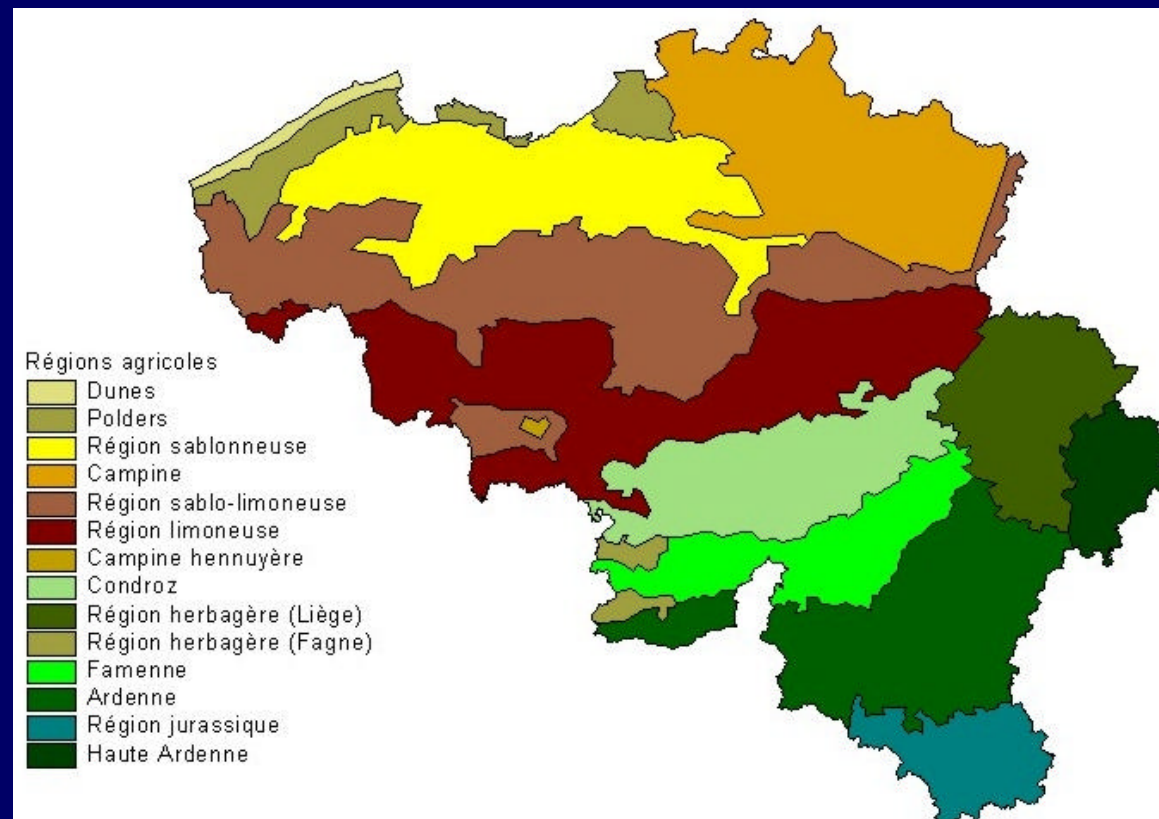 Régions agricoles
Dunes
Polders
Région sablonneuse
Campine
Région sablo-limoneuse
Région limoneuse
Campine hennuyère
Condroz
Région herbagère (Liège)
Région herbagère (Fagne)
Famenne
Ardenne
Région jurassique
Haute Ardenne